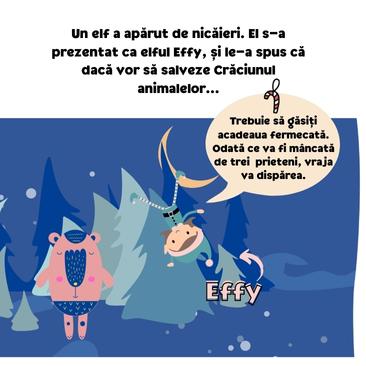 Un elf a apărut de nicăieri. El s-a
prezentat ca elful Effy, și le-a spus că
dacă vor să salveze Crăciunul
animalelor...
Trebuie să găsiți
acadeaua fermecată.
Odată ce va fi mâncată
de trei prieteni, vraja
va dispărea.
Effy